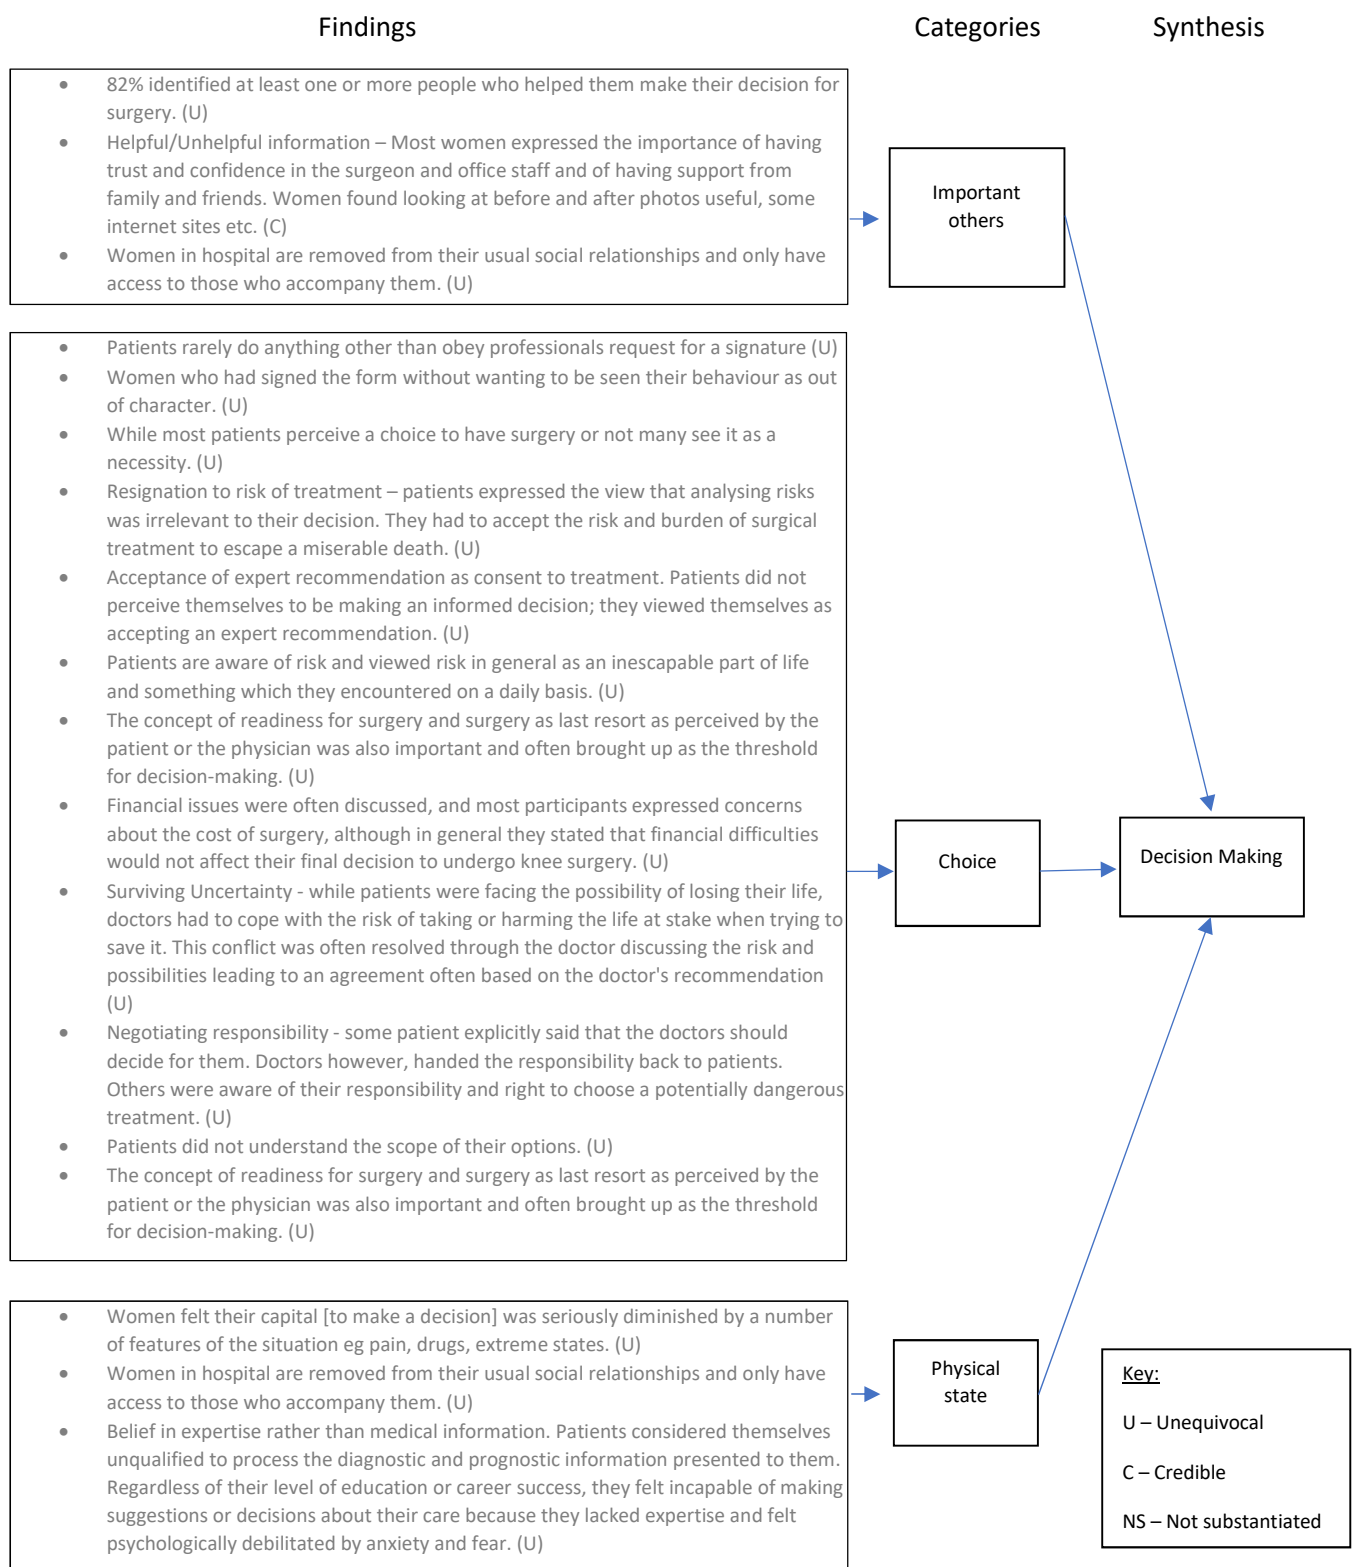 Findings
Categories
Synthesis
• 82% identified at least one or more people who helped them make their decision for
surgery. (U)
• Helpful/Unhelpful information – Most women expressed the importance of having
trust and confidence in the surgeon and office staff and of having support from
family and friends. Women found looking at before and after photos useful, some
internet sites etc. (C)
• Women in hospital are removed from their usual social relationships and only have
access to those who accompany them. (U)
Important
others
• Patients rarely do anything other than obey professionals request for a signature (U)
• Women who had signed the form without wanting to be seen their behaviour as out
of character. (U)
• While most patients perceive a choice to have surgery or not many see it as a
necessity. (U)
• Resignation to risk of treatment – patients expressed the view that analysing risks
was irrelevant to their decision. They had to accept the risk and burden of surgical
treatment to escape a miserable death. (U)
• Acceptance of expert recommendation as consent to treatment. Patients did not
perceive themselves to be making an informed decision; they viewed themselves as
accepting an expert recommendation. (U)
• Patients are aware of risk and viewed risk in general as an inescapable part of life
and something which they encountered on a daily basis. (U)
• The concept of readiness for surgery and surgery as last resort as perceived by the
patient or the physician was also important and often brought up as the threshold
for decision-making. (U)
• Financial issues were often discussed, and most participants expressed concerns
about the cost of surgery, although in general they stated that financial difficulties
would not affect their final decision to undergo knee surgery. (U)
• Surviving Uncertainty - while patients were facing the possibility of losing their life,
doctors had to cope with the risk of taking or harming the life at stake when trying to
save it. This conflict was often resolved through the doctor discussing the risk and
possibilities leading to an agreement often based on the doctor's recommendation
(U)
• Negotiating responsibility - some patient explicitly said that the doctors should
decide for them. Doctors however, handed the responsibility back to patients.
Others were aware of their responsibility and right to choose a potentially dangerous
treatment. (U)
• Patients did not understand the scope of their options. (U)
• The concept of readiness for surgery and surgery as last resort as perceived by the
patient or the physician was also important and often brought up as the threshold
for decision-making. (U)
Choice
Decision Making
• Women felt their capital [to make a decision] was seriously diminished by a number
of features of the situation eg pain, drugs, extreme states. (U)
• Women in hospital are removed from their usual social relationships and only have
access to those who accompany them. (U)
• Belief in expertise rather than medical information. Patients considered themselves
unqualified to process the diagnostic and prognostic information presented to them.
Regardless of their level of education or career success, they felt incapable of making
suggestions or decisions about their care because they lacked expertise and felt
psychologically debilitated by anxiety and fear. (U)
Physical
state
Key:
U – Unequivocal
C – Credible
NS – Not substantiated